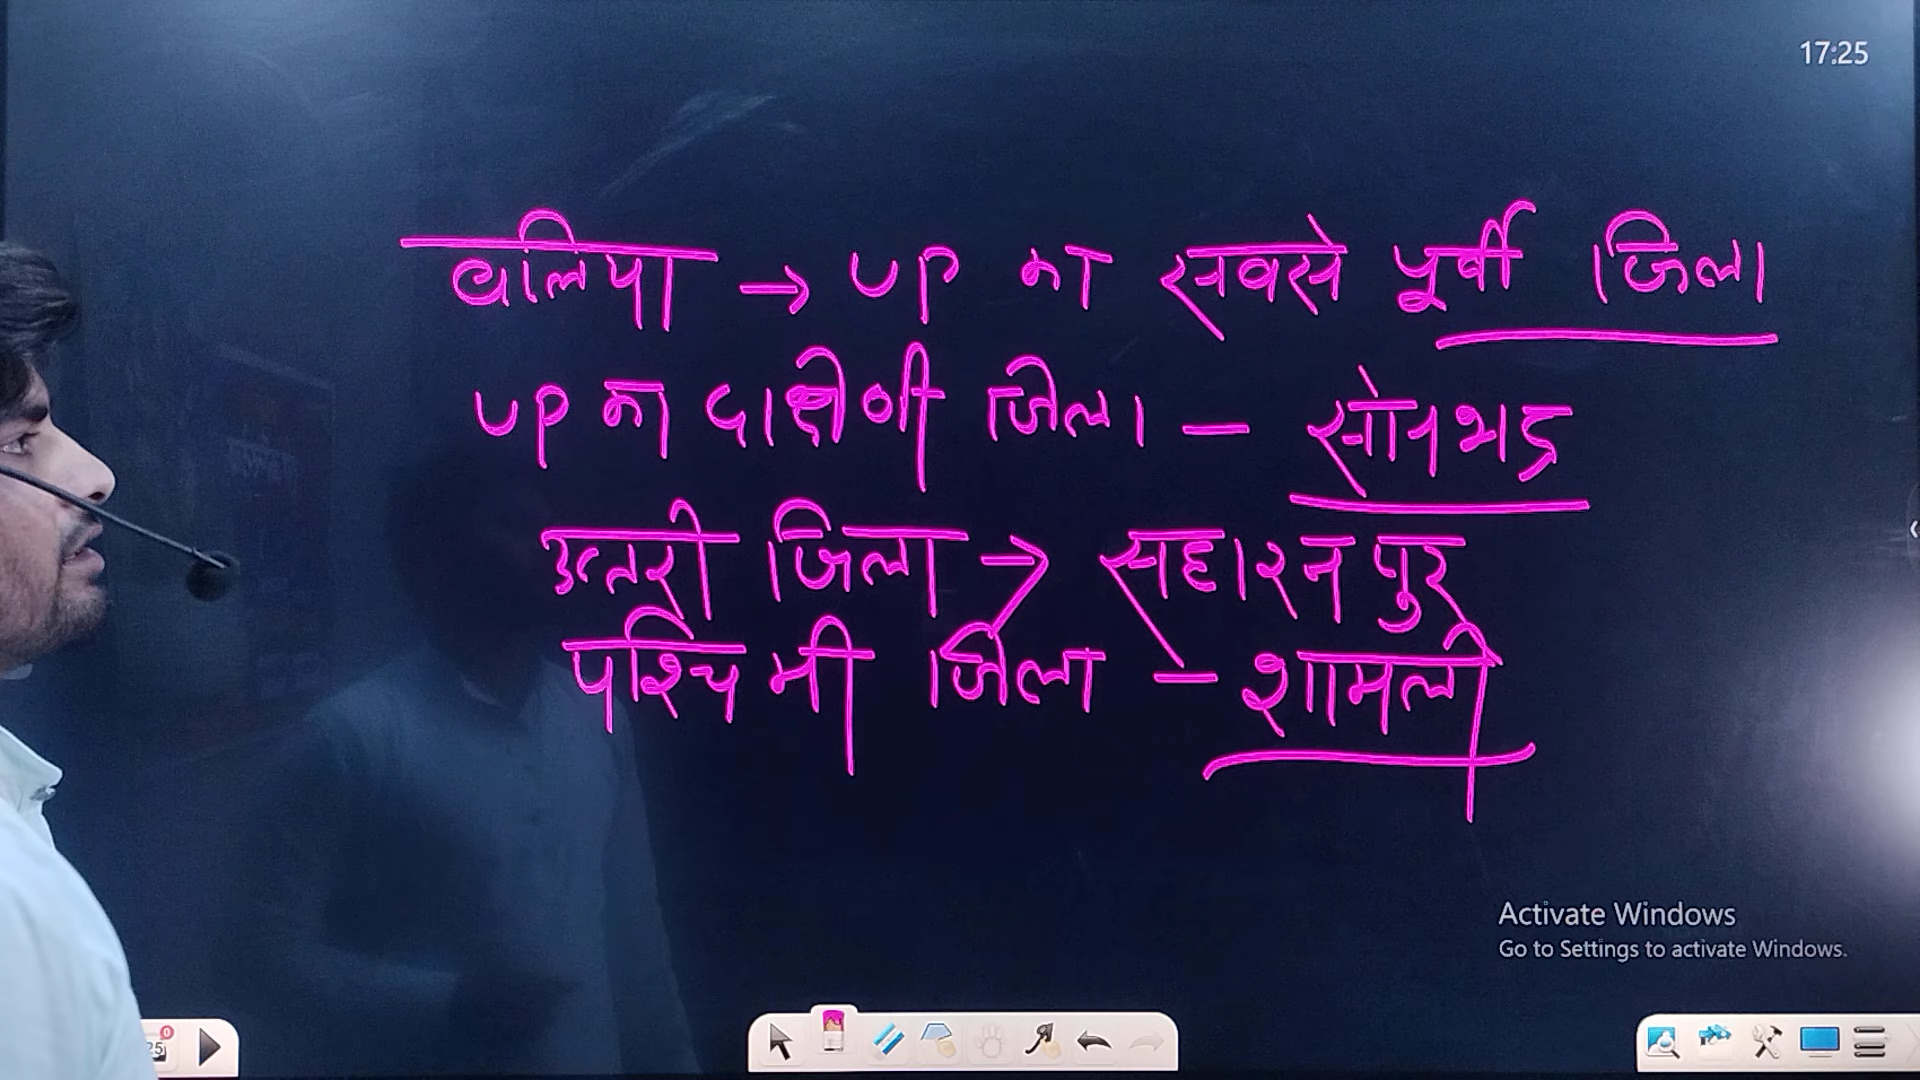 17:25
बलिया → UP का सबसे पूर्वी जिला
UP का दक्षिणी जिला - सोनभद्र
उत्तरी जिला → सहारनपुर
पश्चिमी जिला - शामली
Activate Windows
Go to Settings to activate Windows.